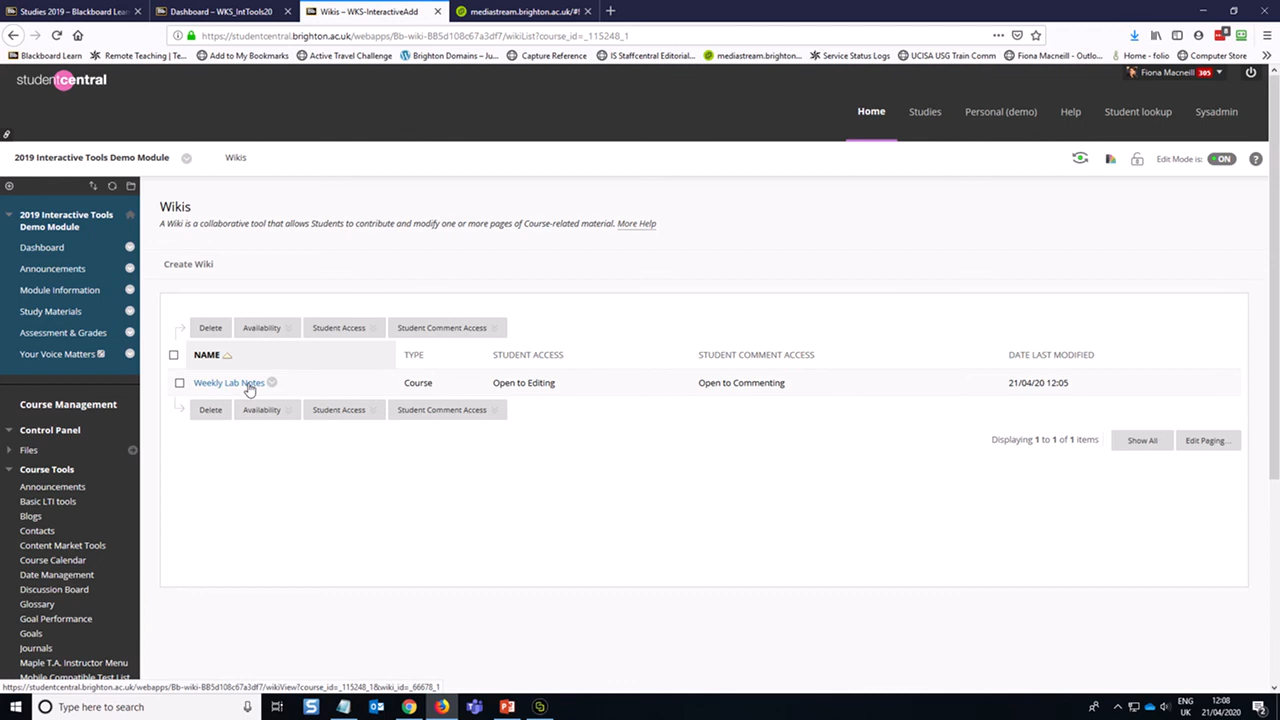 Studies 2019 – Blackboard Lea
Dashboard – WKS_IntTools20
Wikis – WKS-InteractiveAdd
mediastream.brighton.ac.uk/#!
https://studentcentral.brighton.ac.uk/webapps/Bb-wiki-BB5d108c67a3df7/wikiList?course_id=_115248_1
Blackboard Learn
Remote Teaching | Te...
Add to My Bookmarks
Active Travel Challenge
Brighton Domains – Ju...
Capture Reference
IS Staffcentral Editorial...
mediastream.brighton...
Service Status Logs
UCISA USG Train Comm
Fiona Macneill – Outlo...
Home - folio
Computer Store
studentcentral
Fiona Macneill 305
Home
Studies
Personal (demo)
Help
Student lookup
Sysadmin
2019 Interactive Tools Demo Module
Wikis
Edit Mode is: ON
2019 Interactive Tools
Demo Module
Dashboard
Announcements
Module Information
Study Materials
Assessment & Grades
Your Voice Matters
Course Management
Control Panel
Files
Course Tools
Announcements
Basic LTI tools
Blogs
Contacts
Content Market Tools
Course Calendar
Date Management
Discussion Board
Glossary
Goal Performance
Goals
Journals
Maple T.A. Instructor Menu
Mobile Compatible Test List
Wikis
A Wiki is a collaborative tool that allows Students to contribute and modify one or more pages of Course-related material. More Help
Create Wiki
Delete Availability Student Access Student Comment Access
NAME TYPE STUDENT ACCESS STUDENT COMMENT ACCESS DATE LAST MODIFIED
Weekly Lab Notes Course Open to Editing Open to Commenting 21/04/20 12:05
Delete Availability Student Access Student Comment Access
Displaying 1 to 1 of 1 items Show All Edit Paging...
https://studentcentral.brighton.ac.uk/webapps/Bb-wiki-BB5d108c67a3df7/wikiView?course_id=_115248_1&wiki_id=_66678_1
Type here to search
ENG
UK
12:08
21/04/2020